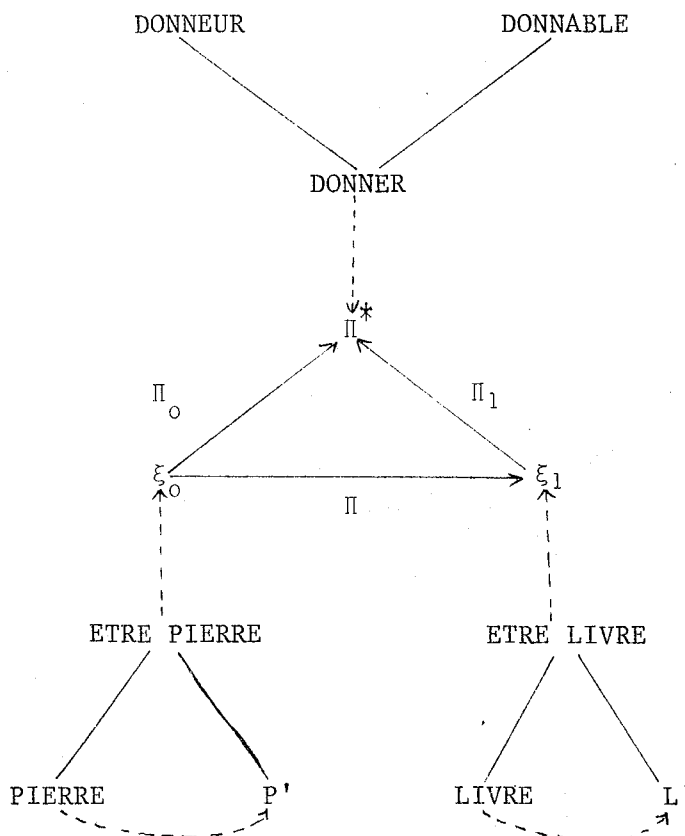 DONNEUR DONNABLE
DONNER
Π*
Π₀ Π₁
ξ₀ ξ₁
Π
ETRE PIERRE ETRE LIVRE
PIERRE P' LIVRE L'